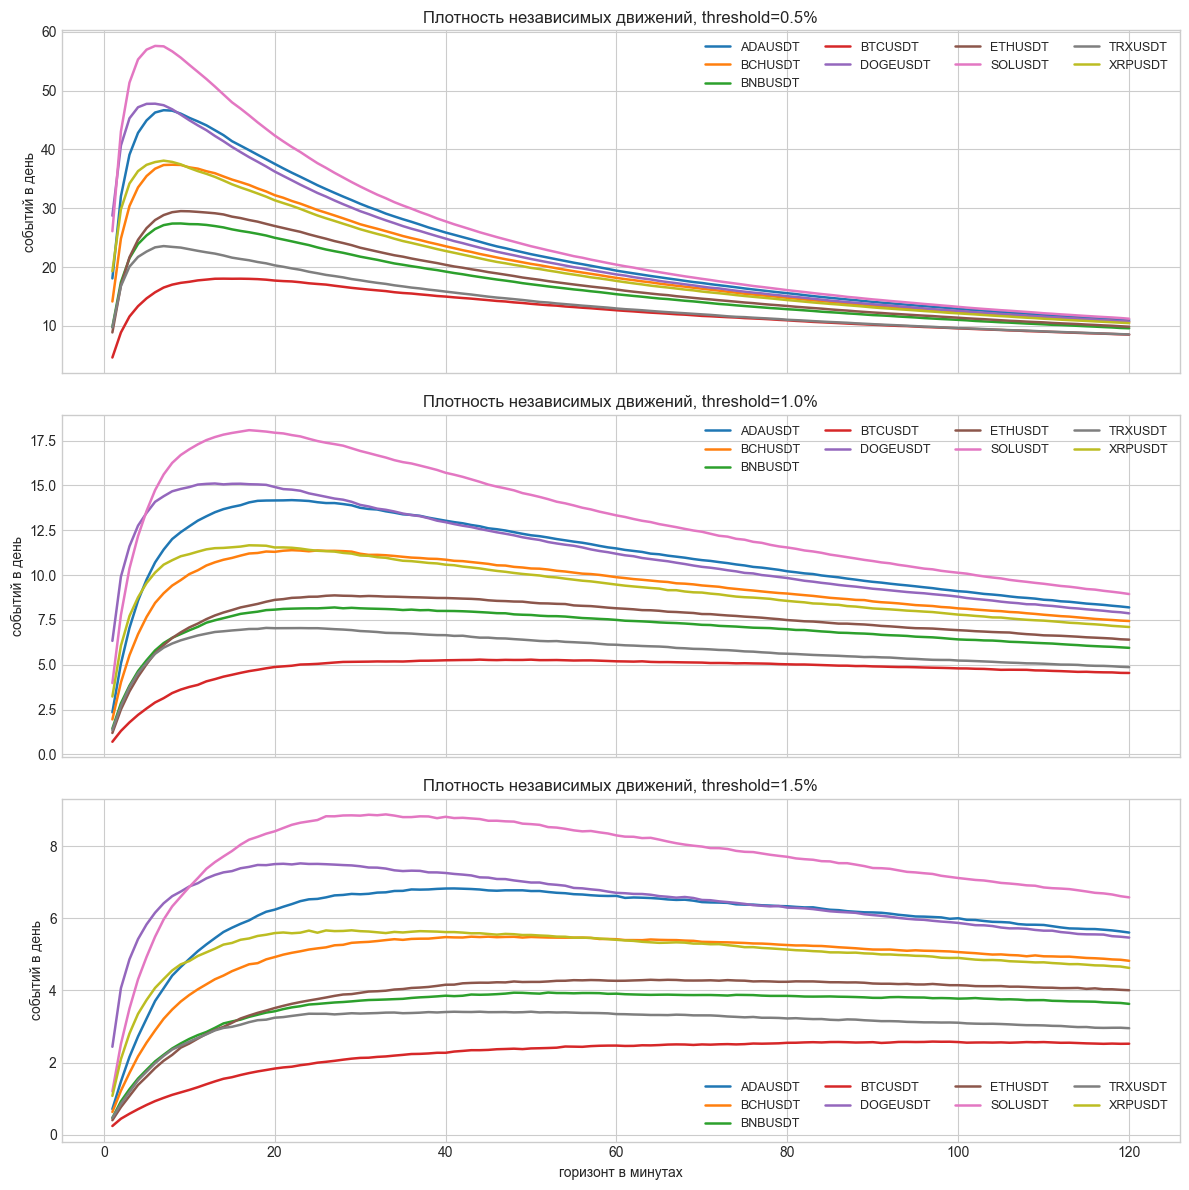 Плотность независимых движений, threshold=0.5%
событий в день
60
50
40
30
20
10
ADAUSDT BTCUSDT ETHUSDT TRXUSDT
BCHUSDT DOGEUSDT SOLUSDT XRPUSDT
BNBUSDT
Плотность независимых движений, threshold=1.0%
событий в день
17.5
15.0
12.5
10.0
7.5
5.0
2.5
0.0
ADAUSDT BTCUSDT ETHUSDT TRXUSDT
BCHUSDT DOGEUSDT SOLUSDT XRPUSDT
BNBUSDT
Плотность независимых движений, threshold=1.5%
событий в день
8
6
4
2
0
ADAUSDT BTCUSDT ETHUSDT TRXUSDT
BCHUSDT DOGEUSDT SOLUSDT XRPUSDT
BNBUSDT
0 20 40 60 80 100 120
горизонт в минутах